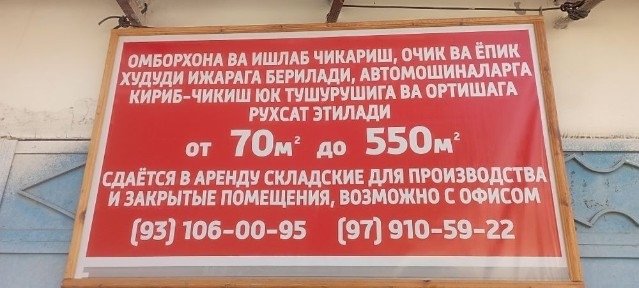 ОМБОРХОНА ВА ИШЛАБ ЧИКАРИШ, ОЧИК ВА ЁПИК
ХУДУДИ ИЖАРАГА БЕРИЛАДИ, АВТОМОШИНАЛАРГА
КИРИБ-ЧИКИШ ЮК ТУШУРУШИГА ВА ОРТИШАГА
РУХСАТ ЭТИЛАДИ
ОТ 70М² ДО 550М²
СДАЁТСЯ В АРЕНДУ СКЛАДСКИЕ ДЛЯ ПРОИЗВОДСТВА
И ЗАКРЫТЫЕ ПОМЕЩЕНИЯ, ВОЗМОЖНО С ОФИСОМ
(93) 106-00-95 (97) 910-59-22